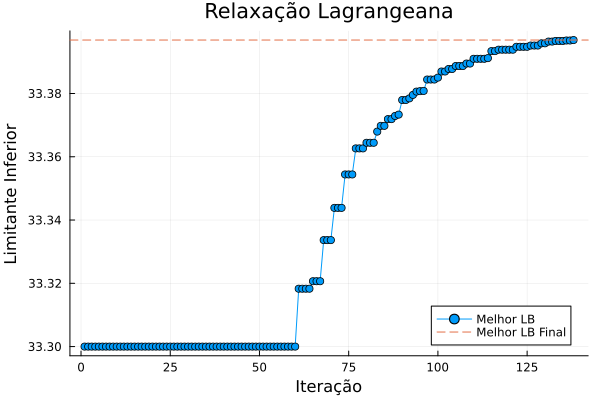 Relaxação Lagrangeana
Limitante Inferior
33.38
33.36
33.34
33.32
33.30
0 25 50 75 100 125
Iteração
Melhor LB
Melhor LB Final